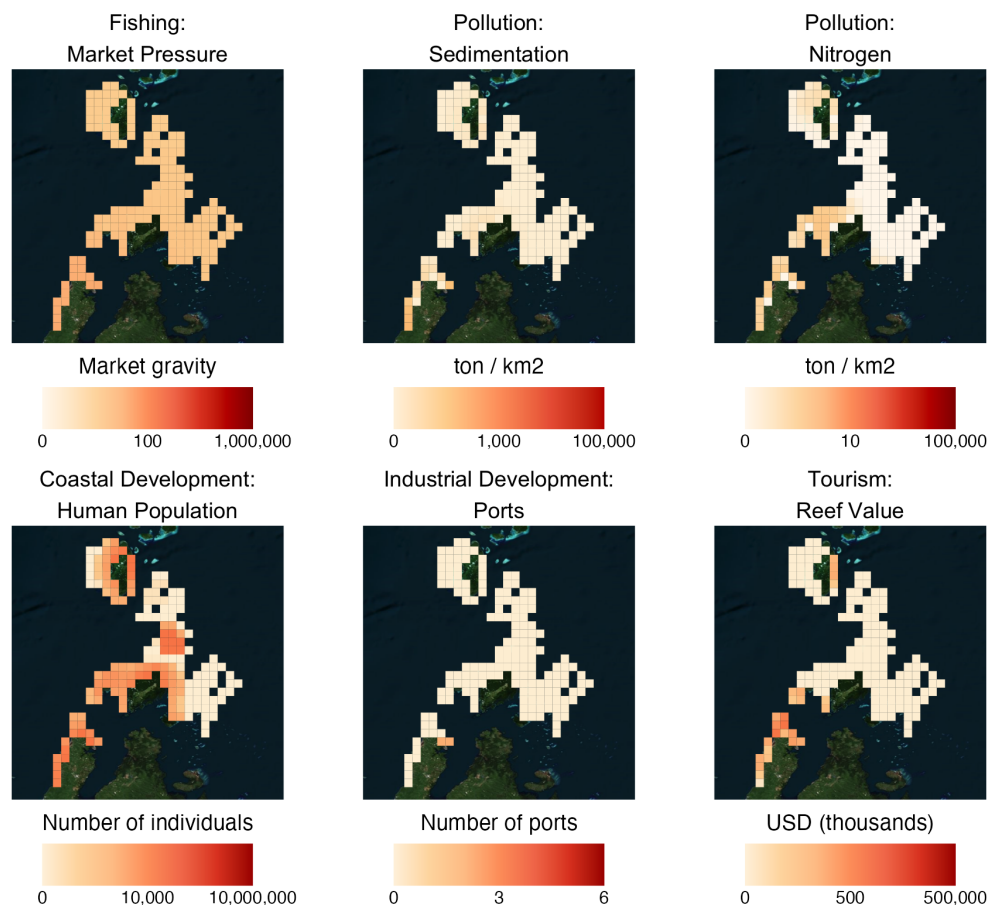 Fishing:
Market Pressure
Pollution:
Sedimentation
Pollution:
Nitrogen
Market gravity
0 100 1,000,000
ton / km2
0 1,000 100,000
ton / km2
0 10 100,000
Coastal Development:
Human Population
Industrial Development:
Ports
Tourism:
Reef Value
Number of individuals
0 10,000 10,000,000
Number of ports
0 3 6
USD (thousands)
0 500 500,000